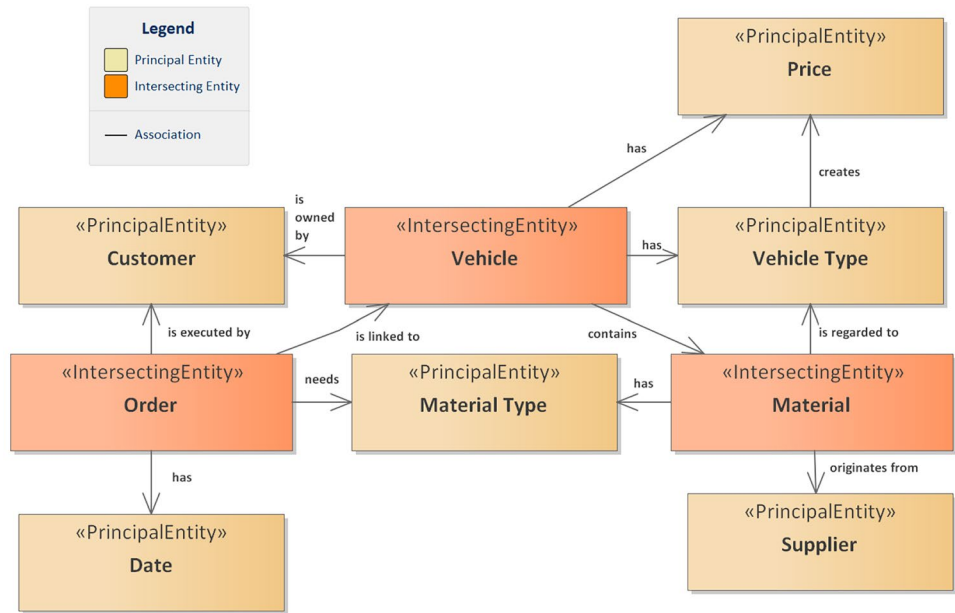 Legend
Principal Entity
Intersecting Entity
Association
«PrincipalEntity»
Price
has
creates
is
owned
by
«PrincipalEntity»
Customer
«IntersectingEntity»
Vehicle
has
«PrincipalEntity»
Vehicle Type
is executed by
is linked to
contains
is regarded to
«IntersectingEntity»
Order
needs
«PrincipalEntity»
Material Type
has
«IntersectingEntity»
Material
has
originates from
«PrincipalEntity»
Date
«PrincipalEntity»
Supplier